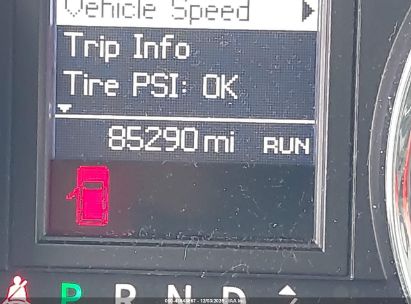 Vehicle Speed
Trip Info
Tire PSI: OK
85290 mi RUN
P R N D